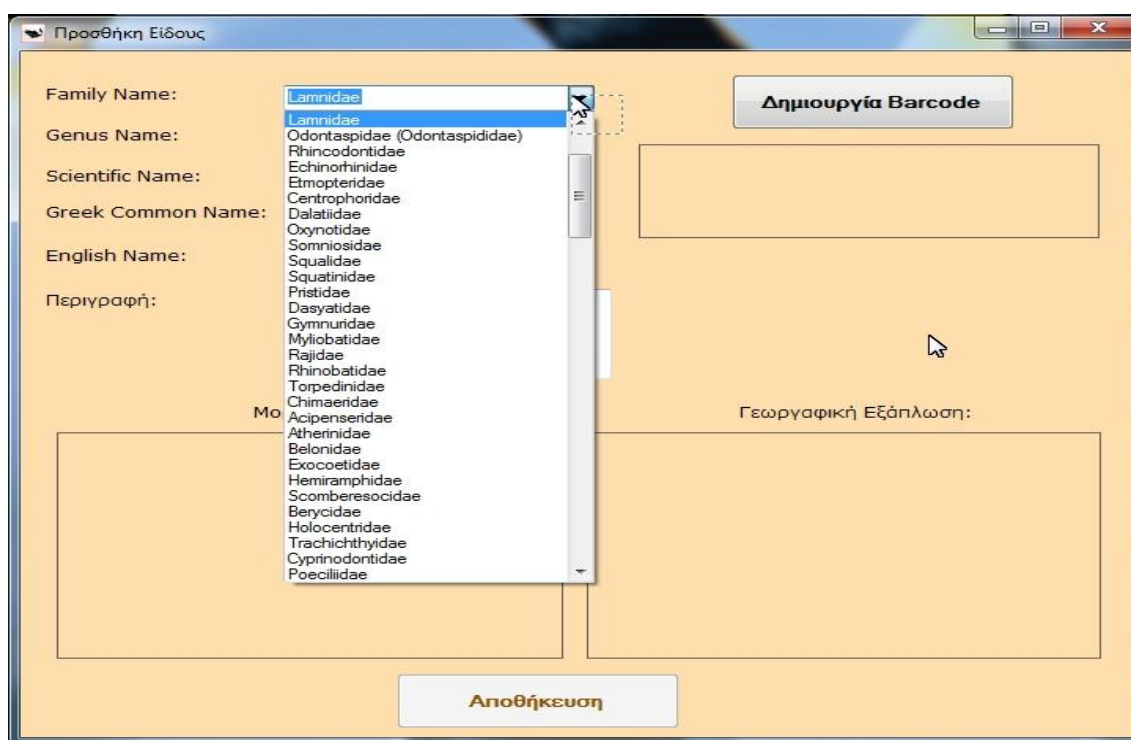 Προσθήκη Είδους
Family Name:
Lamnidae
Δημιουργία Barcode
Genus Name:
Scientific Name:
Greek Common Name:
English Name:
Περιγραφή:
Lamnidae
Odontaspidae (Odontaspididae)
Rhincodontidae
Echinorhinidae
Etmopteridae
Centrophoridae
Dalatiidae
Oxynotidae
Somniosidae
Squalidae
Squatinidae
Pristidae
Dasyatidae
Gymnuridae
Myliobatidae
Rajidae
Rhinobatidae
Torpedinidae
Chimaeridae
Acipenseridae
Atherinidae
Belonidae
Exocoetidae
Hemiramphidae
Scomberesocidae
Berycidae
Holocentridae
Trachichthyidae
Cyprinodontidae
Poeciliidae
Γεωργαφική Εξάπλωση:
Αποθήκευση